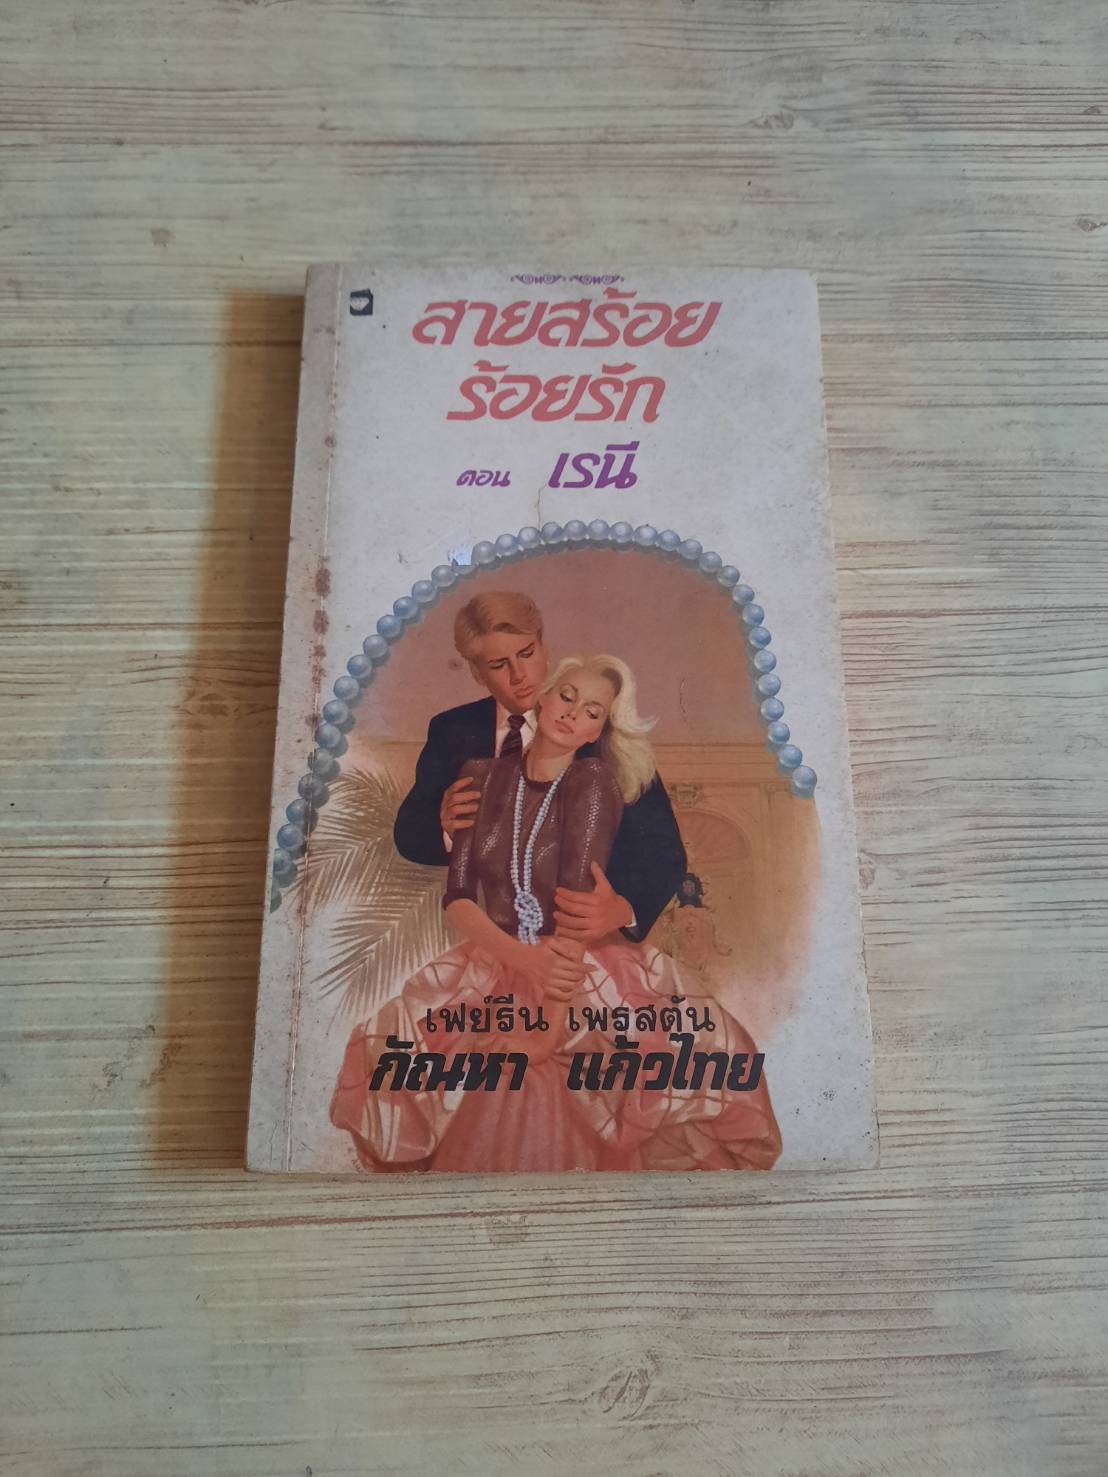 สายสร้อย
ร้อยรัก
ตอน เรนี
เฟย์รีน เพรสตัน
กัณหา แก้วไทย